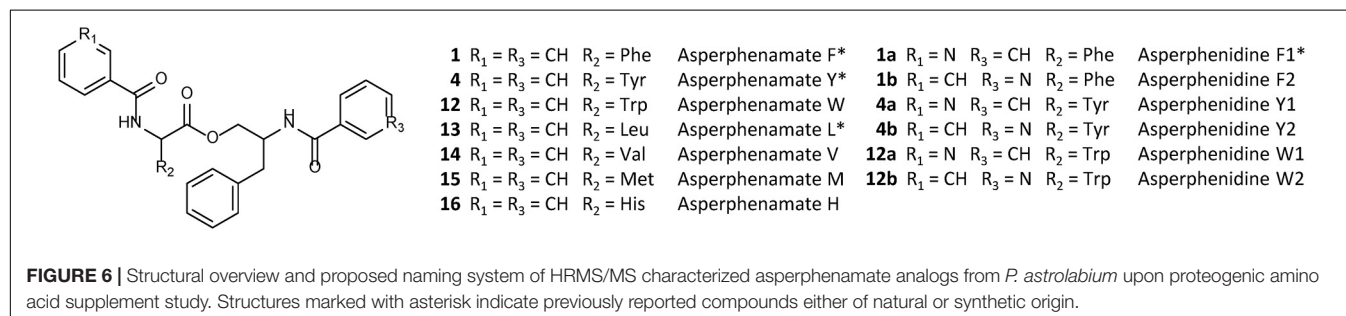 R₁
O
HN
R₂
O
O
H
N
O
R₃
1 R₁ = R₃ = CH R₂ = Phe Asperphenamate F*
4 R₁ = R₃ = CH R₂ = Tyr Asperphenamate Y*
12 R₁ = R₃ = CH R₂ = Trp Asperphenamate W
13 R₁ = R₃ = CH R₂ = Leu Asperphenamate L*
14 R₁ = R₃ = CH R₂ = Val Asperphenamate V
15 R₁ = R₃ = CH R₂ = Met Asperphenamate M
16 R₁ = R₃ = CH R₂ = His Asperphenamate H
1a R₁ = N R₃ = CH R₂ = Phe Asperphenidine F1*
1b R₁ = CH R₃ = N R₂ = Phe Asperphenidine F2
4a R₁ = N R₃ = CH R₂ = Tyr Asperphenidine Y1
4b R₁ = CH R₃ = N R₂ = Tyr Asperphenidine Y2
12a R₁ = N R₃ = CH R₂ = Trp Asperphenidine W1
12b R₁ = CH R₃ = N R₂ = Trp Asperphenidine W2
FIGURE 6 | Structural overview and proposed naming system of HRMS/MS characterized asperphenamate analogs from P. astrolabium upon proteogenic amino
acid supplement study. Structures marked with asterisk indicate previously reported compounds either of natural or synthetic origin.